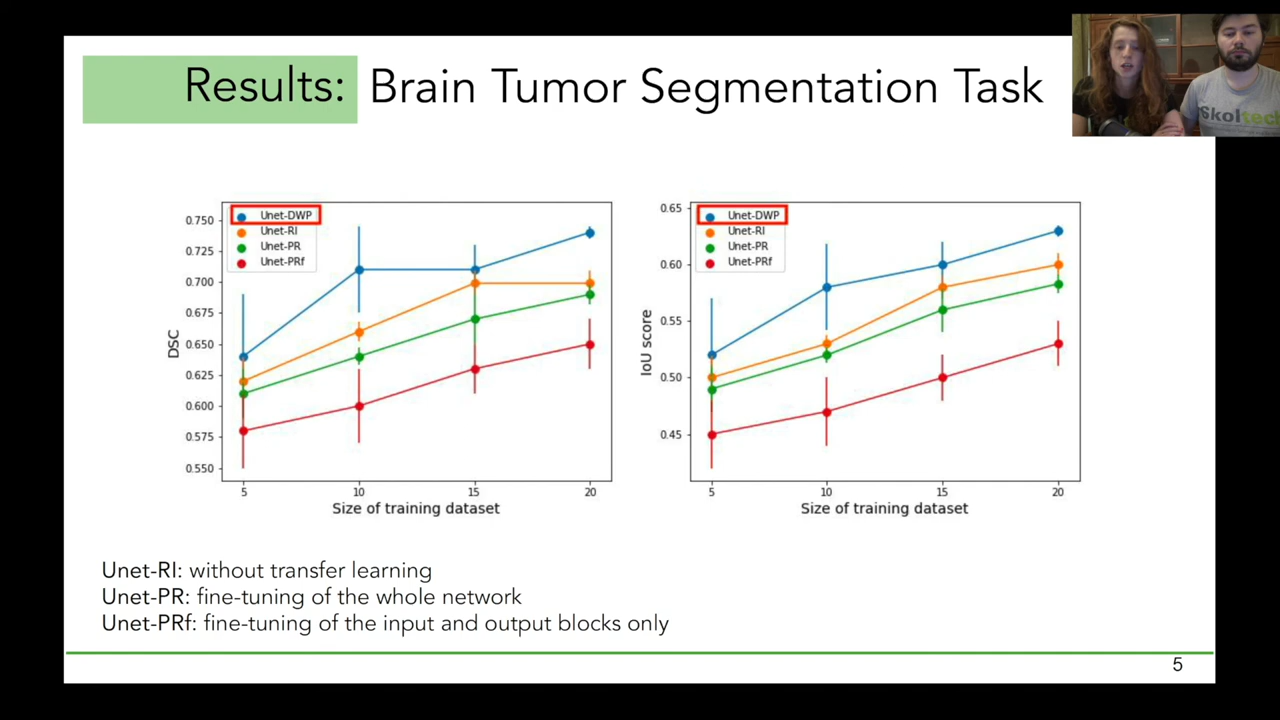 Results: Brain Tumor Segmentation Task
Skoltech
Unet-DWP
Unet-RI
Unet-PR
Unet-PRf
DSC
0.750
0.725
0.700
0.675
0.650
0.625
0.600
0.575
0.550
5 10 15 20
Size of training dataset
Unet-DWP
Unet-RI
Unet-PR
Unet-PRf
IoU score
0.65
0.60
0.55
0.50
0.45
5 10 15 20
Size of training dataset
Unet-RI: without transfer learning
Unet-PR: fine-tuning of the whole network
Unet-PRf: fine-tuning of the input and output blocks only
5